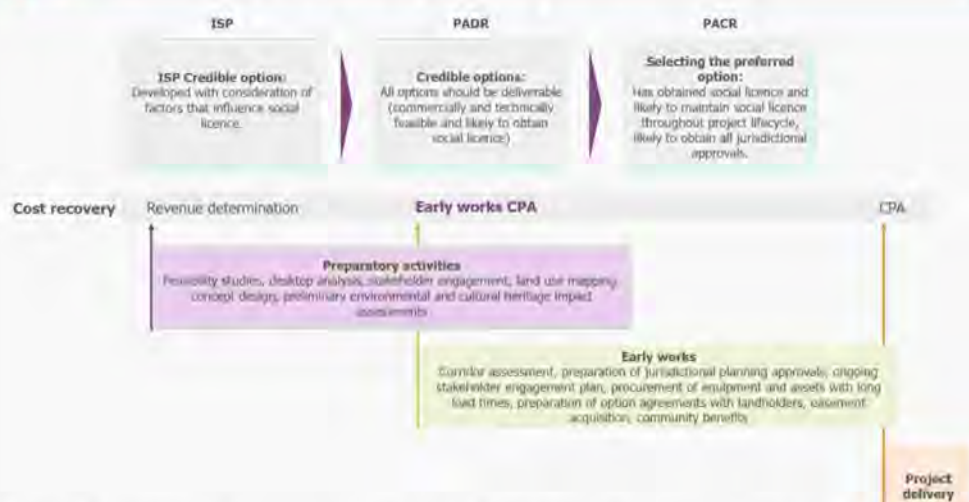 ISP
PADR
PACR
ISP Credible option:
Developed with consideration of
factors that influence social
licence.
Credible options:
All options should be deliverable
(commercially and technically
feasible and likely to obtain
social licence)
Selecting the preferred
option:
Has obtained social licence and
likely to maintain social licence
throughout project lifecycle,
likely to obtain all jurisdictional
approvals.
Cost recovery
Revenue determination
Early works CPA
CPA
Preparatory activities
Feasibility studies, desktop analysis, stakeholder engagement, land use mapping,
concept design, preliminary environmental and cultural heritage impact
assessments
Early works
Corridor assessment, preparation of jurisdictional planning approvals, ongoing
stakeholder engagement plan, procurement of equipment and assets with long
lead times, preparation of option agreements with landholders, easement
acquisition, community benefits
Project
delivery